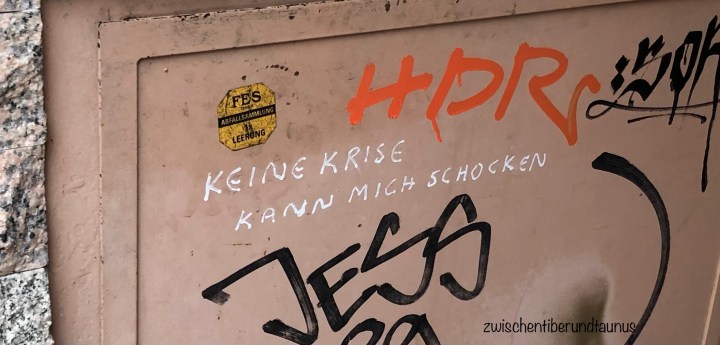 HDR
FES
ABFALLSAMMLUNG
LEERUNG
KEINE KRISE
KANN MICH SCHOCKEN
JESS
zwischentiberundtaunus